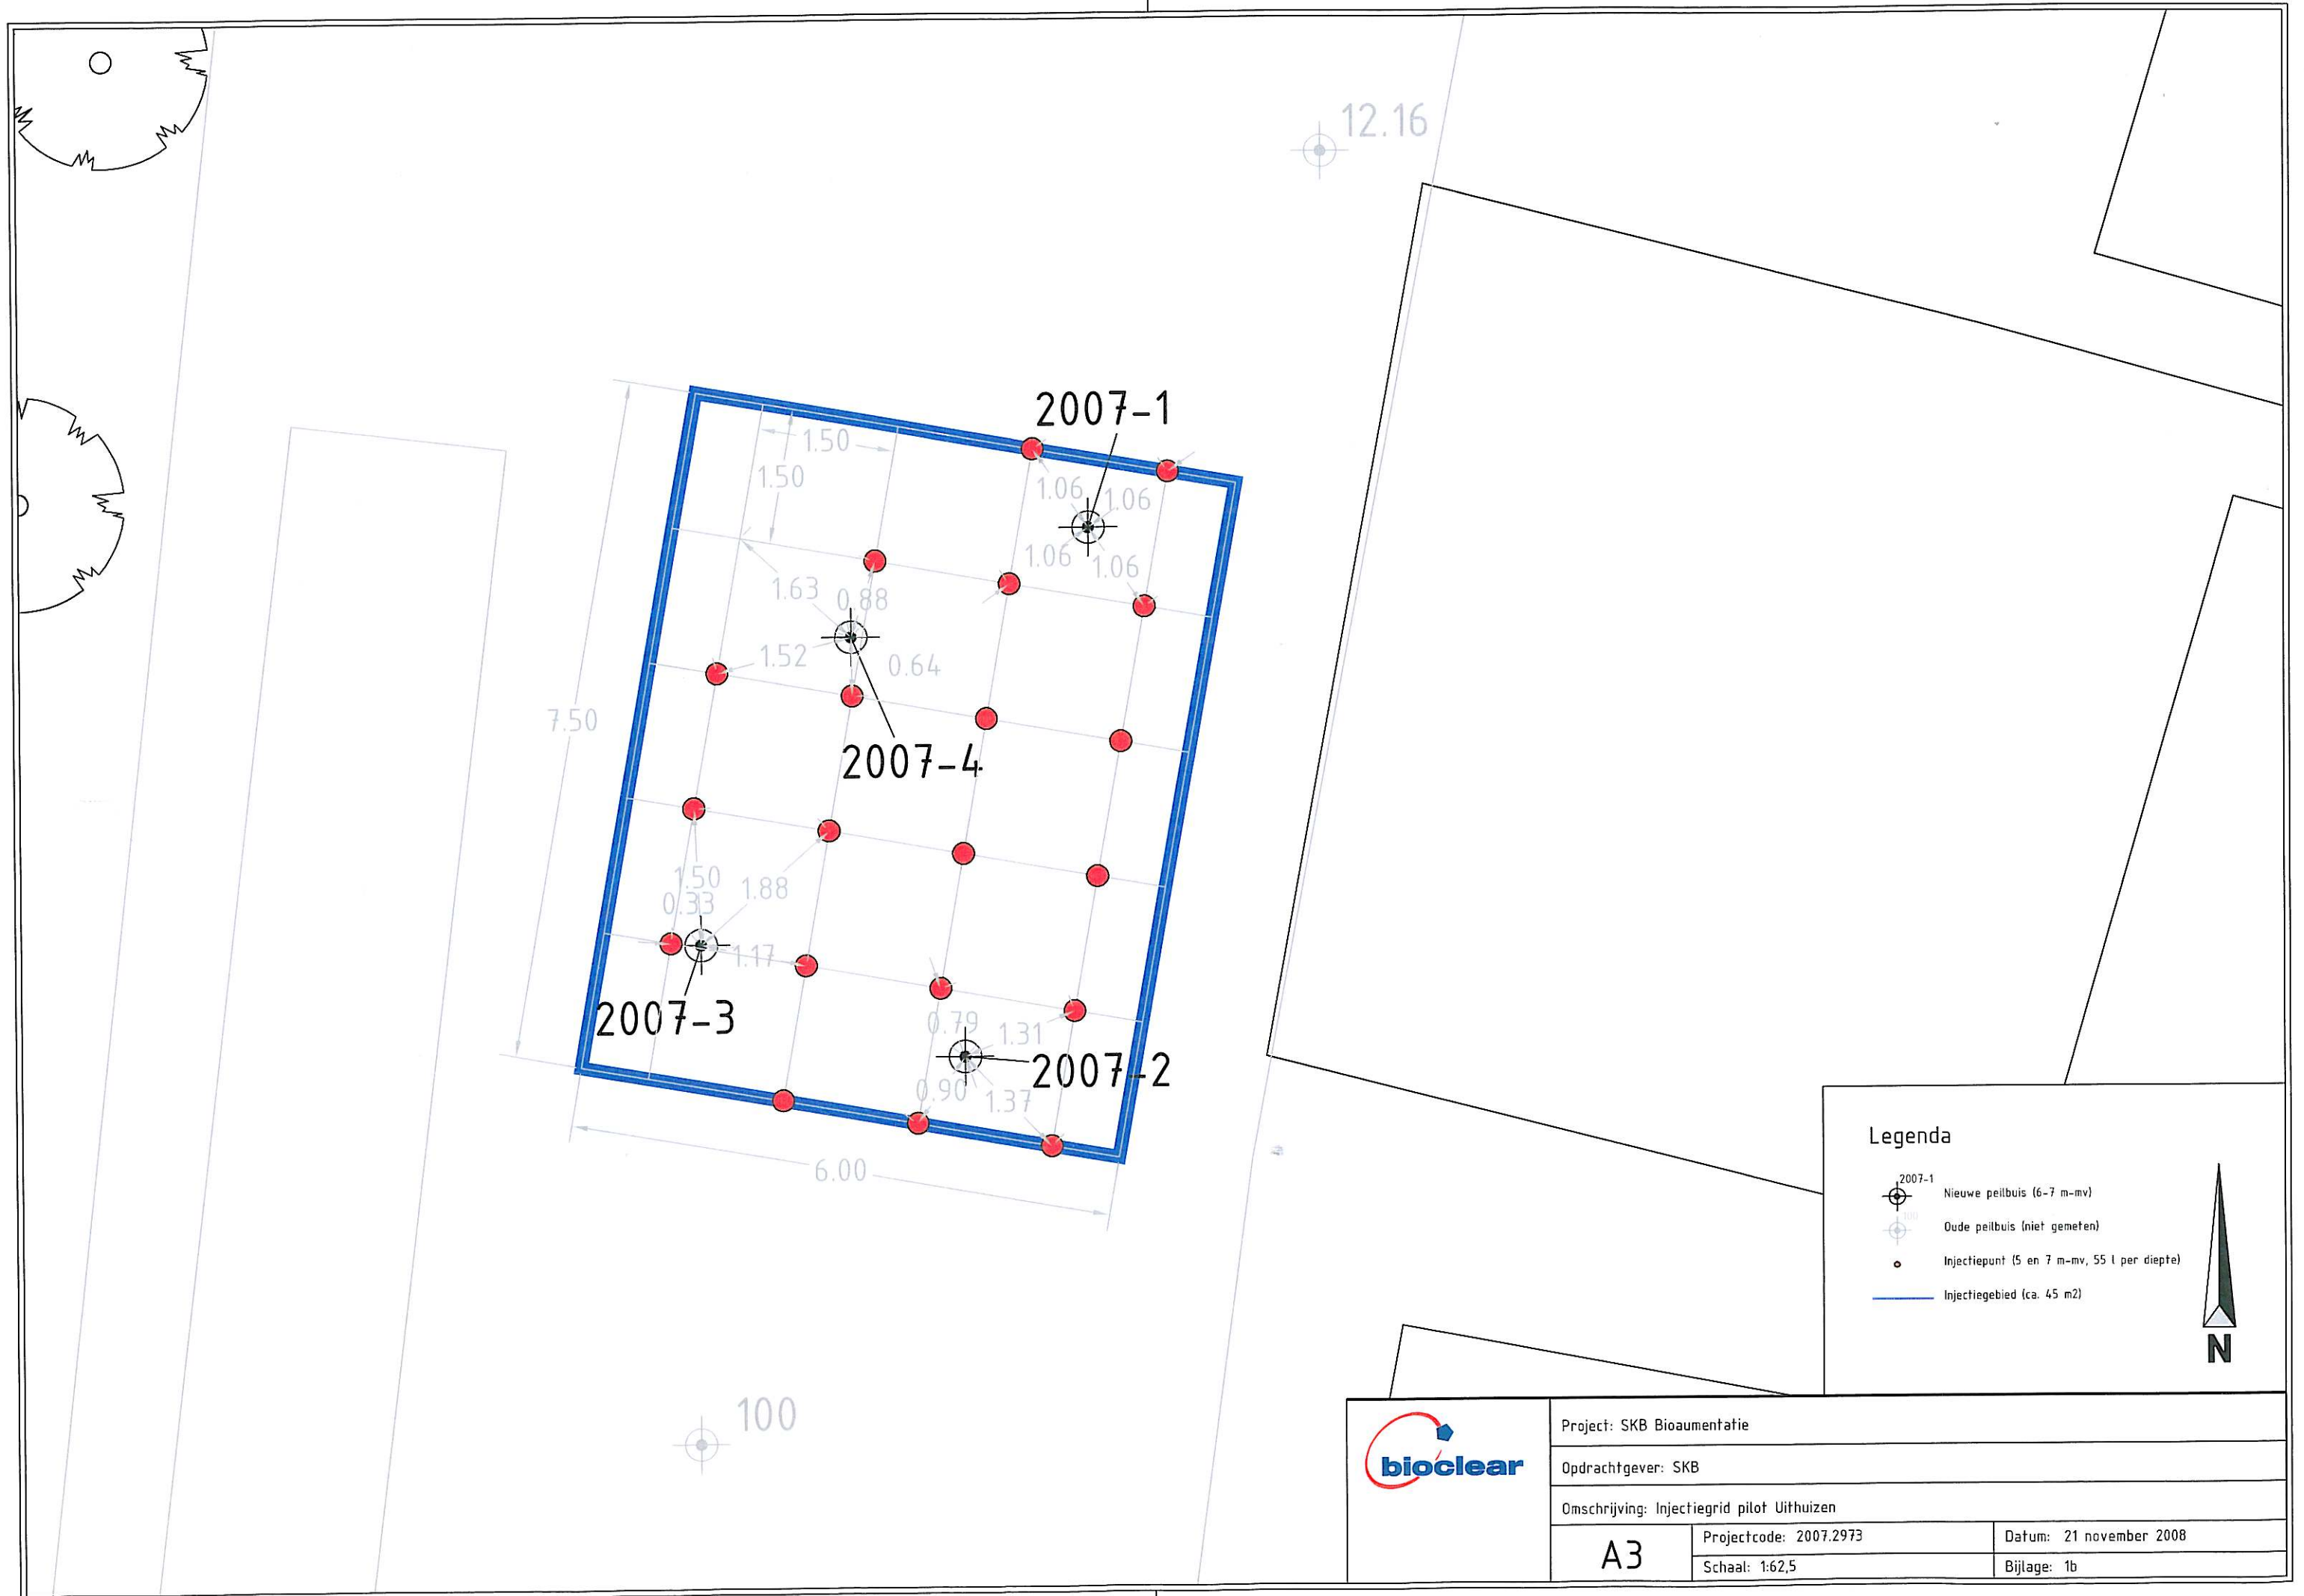 12.16
2007-1
1.50
1.50
1.06
1.06
1.06
1.06
1.63
0.88
1.52
0.64
7.50
2007-4
1.50
1.88
0.33
1.17
2007-3
0.79
1.31
2007-2
0.90
1.37
6.00
100
Legenda
2007-1
Nieuwe peilbuis (6-7 m-mv)
100
Oude peilbuis (niet gemeten)
Injectiepunt (5 en 7 m-mv, 55 l per diepte)
Injectiegebied (ca. 45 m2)
N
bioclear
Project: SKB Bioaumentatie
Opdrachtgever: SKB
Omschrijving: Injectiegrid pilot Uithuizen
A3
Projectcode: 2007.2973
Datum: 21 november 2008
Schaal: 1:62,5
Bijlage: 1b